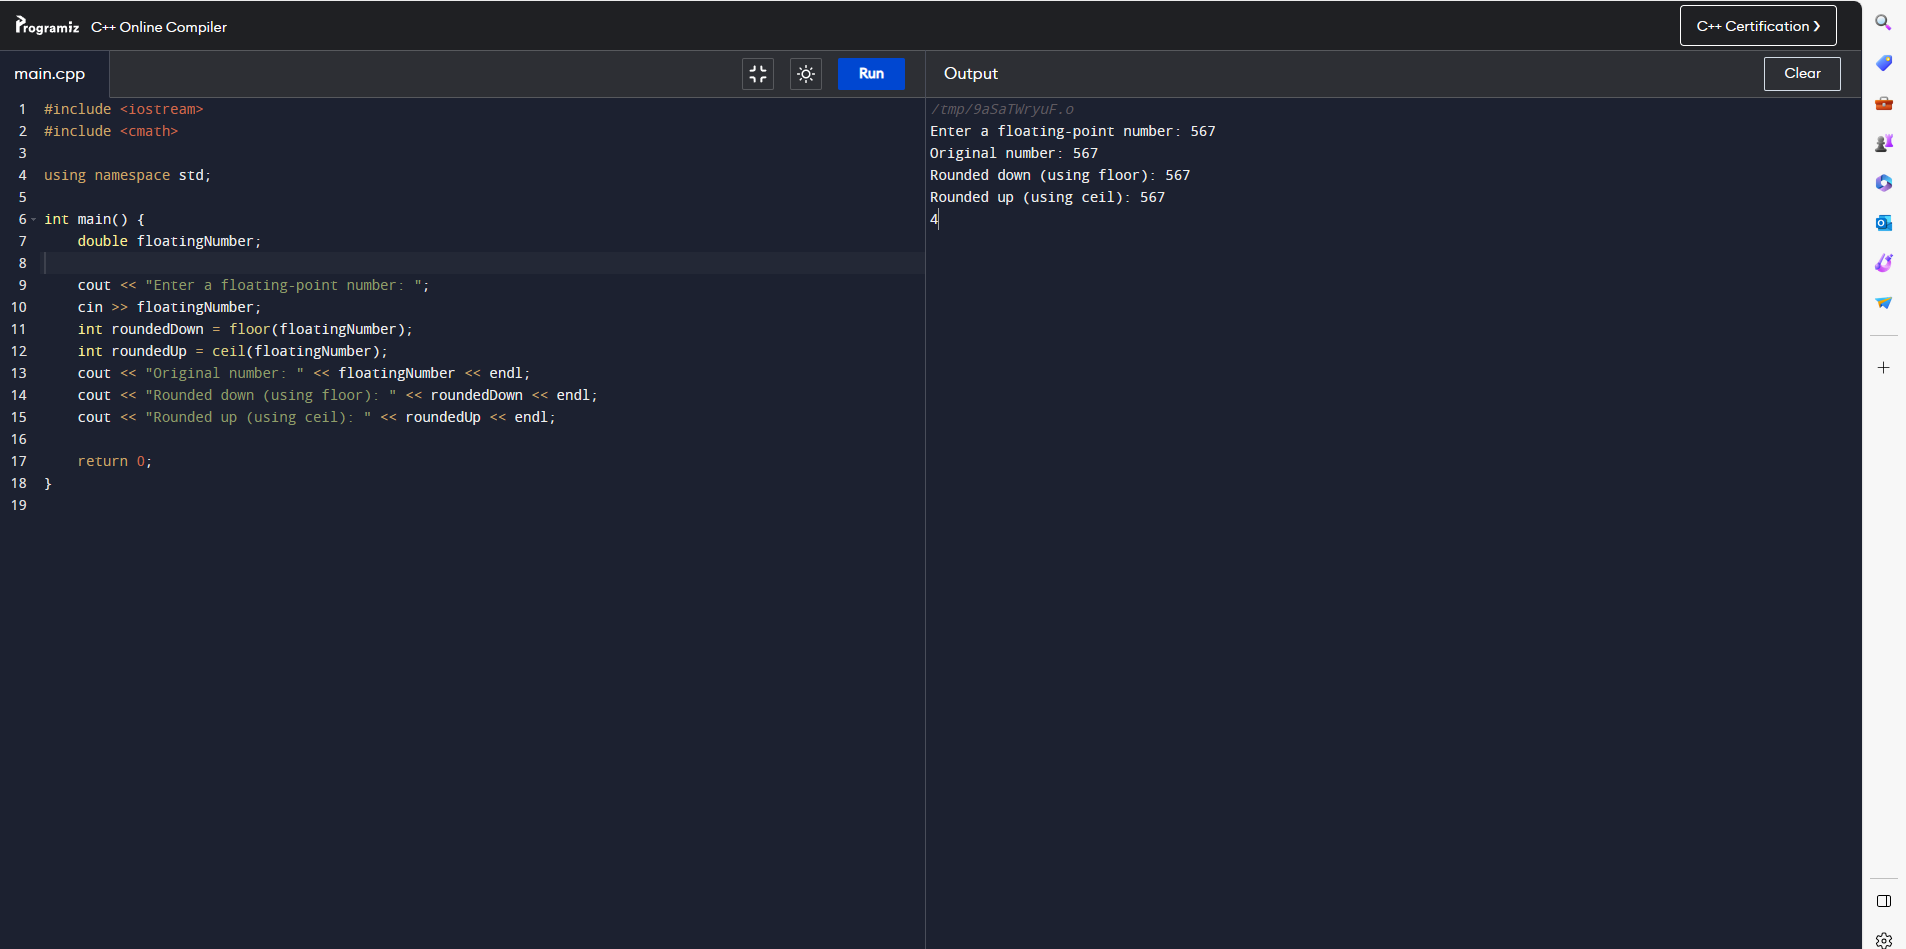 Programiz C++ Online Compiler
C++ Certification
main.cpp
Run
1 #include <iostream>
2 #include <cmath>
3
4 using namespace std;
5
6 int main() {
7     double floatingNumber;
8
9     cout << "Enter a floating-point number: ";
10     cin >> floatingNumber;
11     int roundedDown = floor(floatingNumber);
12     int roundedUp = ceil(floatingNumber);
13     cout << "Original number: " << floatingNumber << endl;
14     cout << "Rounded down (using floor): " << roundedDown << endl;
15     cout << "Rounded up (using ceil): " << roundedUp << endl;
16
17     return 0;
18 }
19
Output
Clear
/tmp/9aSaTWryuF.o
Enter a floating-point number: 567
Original number: 567
Rounded down (using floor): 567
Rounded up (using ceil): 567
4